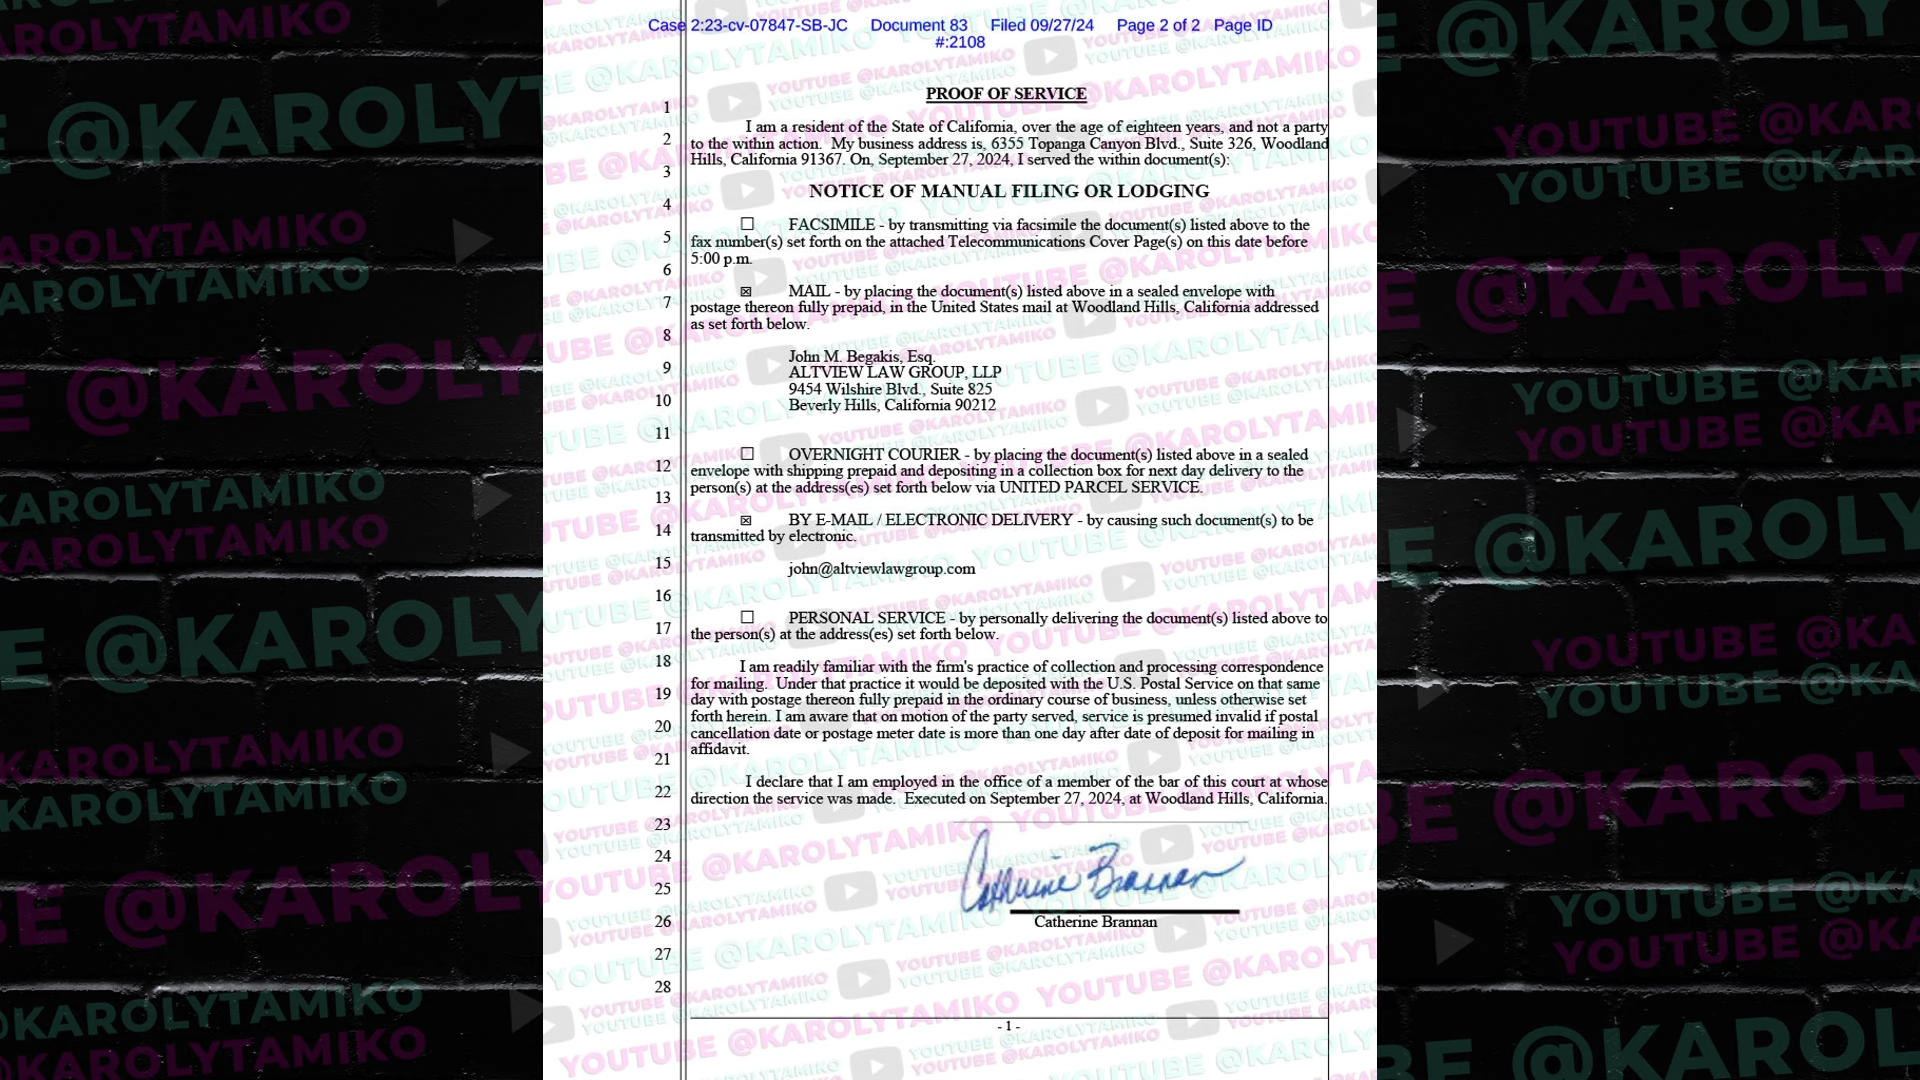 Case 2:23-cv-07847-SB-JC Document 83 Filed 09/27/24 Page 2 of 2 Page ID
#:2108
PROOF OF SERVICE
1
I am a resident of the State of California, over the age of eighteen years, and not a party
2
to the within action. My business address is, 6355 Topanga Canyon Blvd., Suite 326, Woodland
Hills, California 91367. On, September 27, 2024, I served the within document(s):
3
NOTICE OF MANUAL FILING OR LODGING
4
☐ FACSIMILE - by transmitting via facsimile the document(s) listed above to the
5
fax number(s) set forth on the attached Telecommunications Cover Page(s) on this date before
5:00 p.m.
6
☒ MAIL - by placing the document(s) listed above in a sealed envelope with
7
postage thereon fully prepaid, in the United States mail at Woodland Hills, California addressed
as set forth below.
8
John M. Begakis, Esq.
9
ALTVIEW LAW GROUP, LLP
9454 Wilshire Blvd., Suite 825
10
Beverly Hills, California 90212
11
☐ OVERNIGHT COURIER - by placing the document(s) listed above in a sealed
12
envelope with shipping prepaid and depositing in a collection box for next day delivery to the
person(s) at the address(es) set forth below via UNITED PARCEL SERVICE.
13
☒ BY E-MAIL / ELECTRONIC DELIVERY - by causing such document(s) to be
14
transmitted by electronic.
15
john@altviewlawgroup.com
16
☐ PERSONAL SERVICE - by personally delivering the document(s) listed above to
17
the person(s) at the address(es) set forth below.
18
I am readily familiar with the firm's practice of collection and processing correspondence
for mailing. Under that practice it would be deposited with the U.S. Postal Service on that same
19
day with postage thereon fully prepaid in the ordinary course of business, unless otherwise set
forth herein. I am aware that on motion of the party served, service is presumed invalid if postal
20
cancellation date or postage meter date is more than one day after date of deposit for mailing in
affidavit.
21
I declare that I am employed in the office of a member of the bar of this court at whose
22
direction the service was made. Executed on September 27, 2024, at Woodland Hills, California.
23
24
Catherine Brannan
25
26
Catherine Brannan
27
28
- 1 -
YOUTUBE @KAROLYTAMIKO